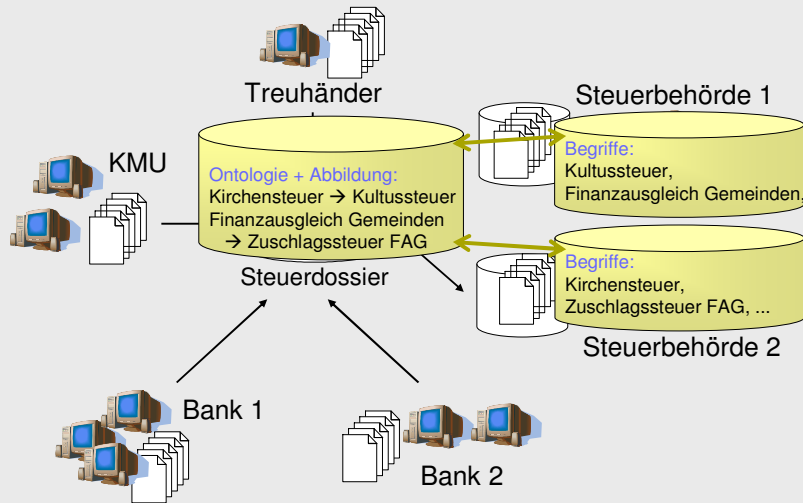 Treuhänder
Steuerbehörde 1
KMU
Ontologie + Abbildung:
Kirchensteuer → Kultussteuer
Finanzausgleich Gemeinden
→ Zuschlagssteuer FAG
Begriffe:
Kultussteuer,
Finanzausgleich Gemeinden,
Steuerdossier
Begriffe:
Kirchensteuer,
Zuschlagssteuer FAG, ...
Steuerbehörde 2
Bank 1
Bank 2